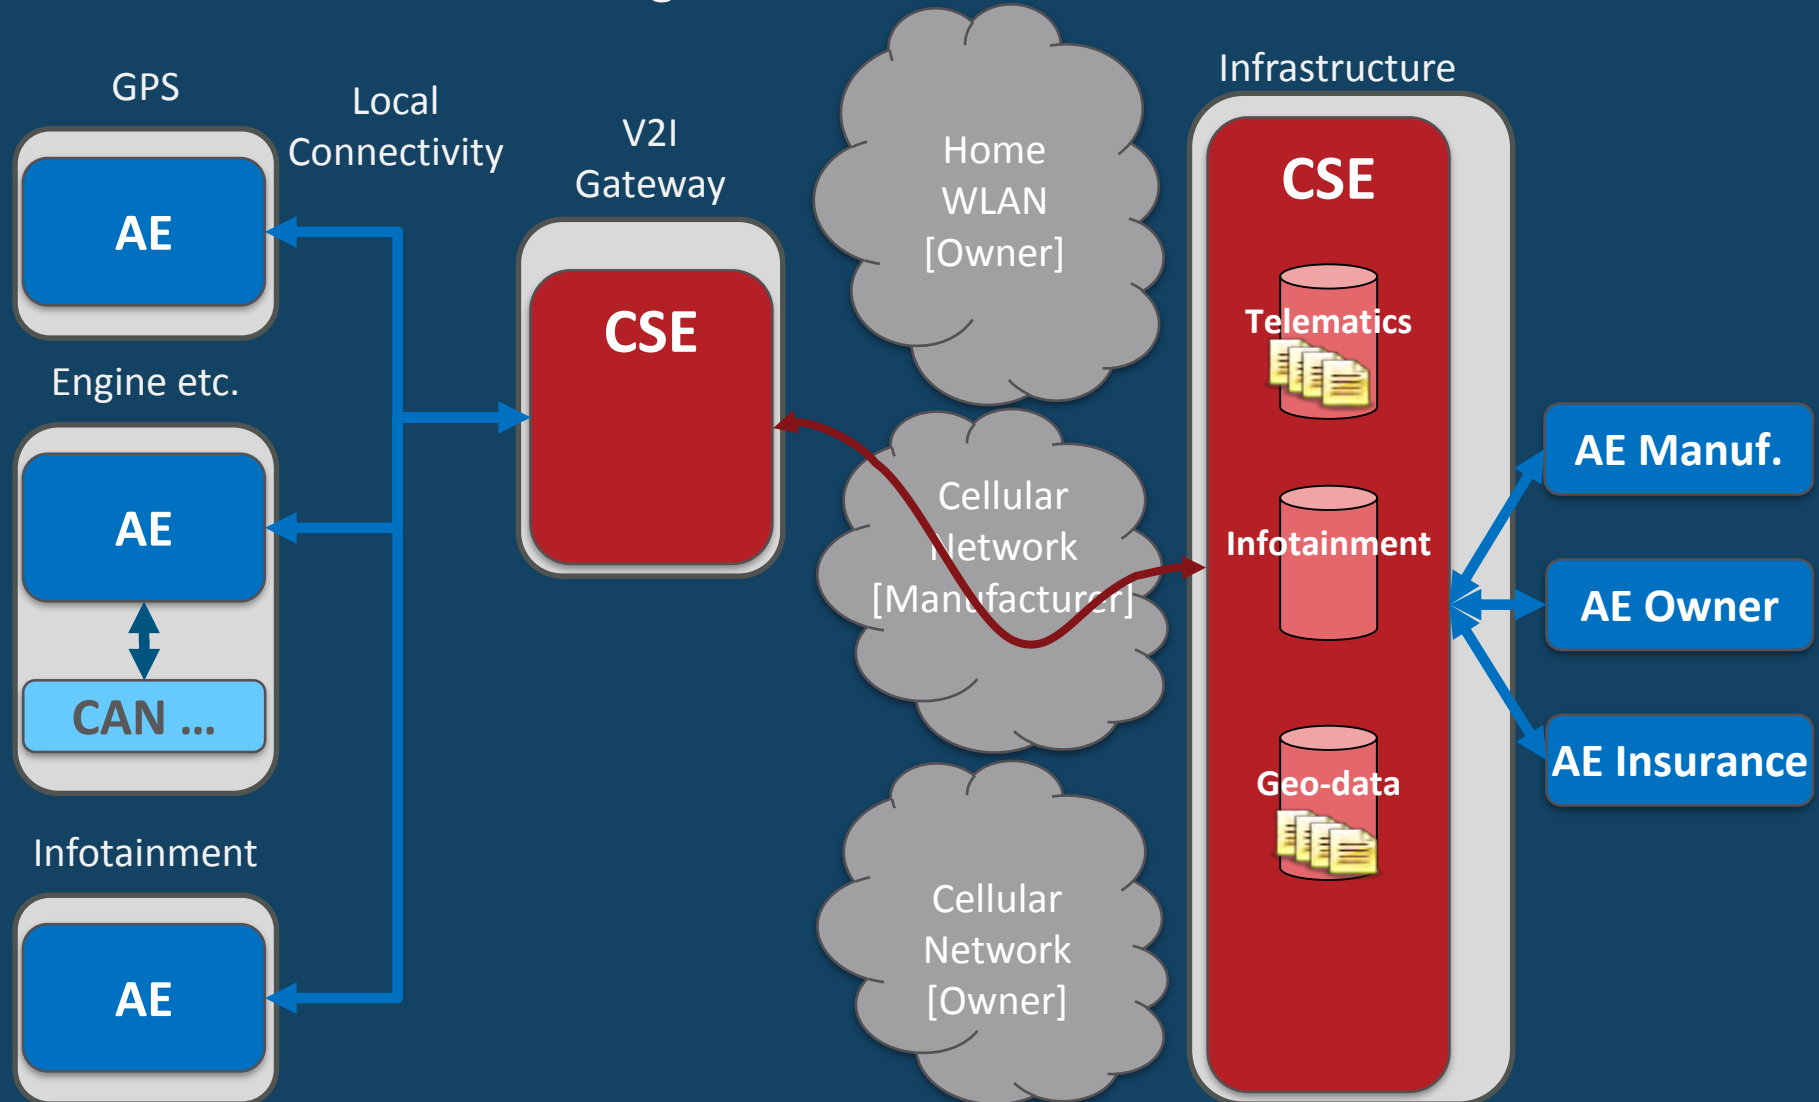 GPS
AE
Engine etc.
AE
CAN ...
Infotainment
AE
Local
Connectivity
V2I
Gateway
CSE
Home
WLAN
[Owner]
Cellular
Network
[Manufacturer]
Cellular
Network
[Owner]
Infrastructure
CSE
Telematics
Infotainment
Geo-data
AE Manuf.
AE Owner
AE Insurance